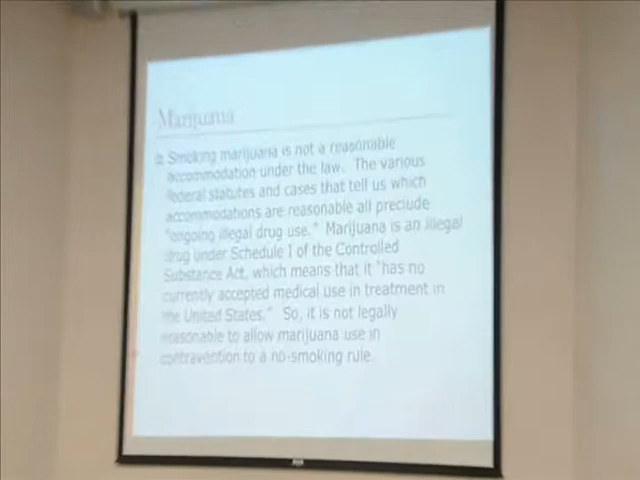 Marijuana
Smoking marijuana is not a reasonable
accommodation under the law. The various
federal statutes and cases that tell us which
accommodations are reasonable all preclude
"ongoing illegal drug use." Marijuana is an illegal
drug under Schedule I of the Controlled
Substance Act, which means that it "has no
currently accepted medical use in treatment in
the United States." So, it is not legally
reasonable to allow marijuana use in
contravention to a no-smoking rule.